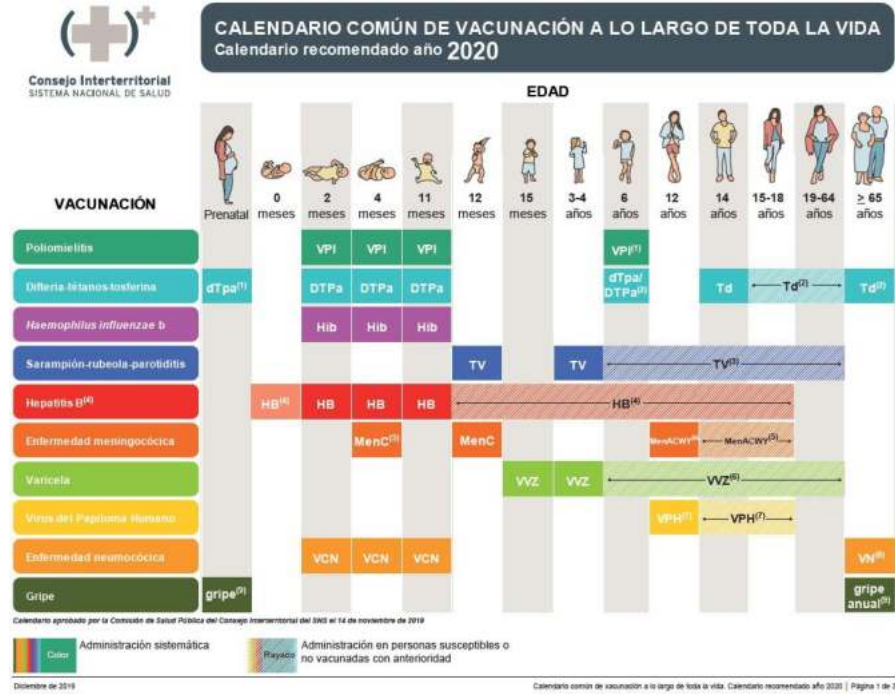 CALENDARIO COMÚN DE VACUNACIÓN A LO LARGO DE TODA LA VIDA
Calendario recomendado año 2020
Consejo Interterritorial
SISTEMA NACIONAL DE SALUD
EDAD
VACUNACIÓN
Prenatal
0 meses
2 meses
4 meses
11 meses
12 meses
15 meses
3-4 años
6 años
12 años
14 años
15-18 años
19-64 años
≥ 65 años
Poliomielitis VPI VPI VPI VPI(1)
Difteria-tétanos-tosferina dTpa(1) DTPa DTPa DTPa dTpa/ DTPa(2) Td Td(2) Td(2)
Haemophilus influenzae b Hib Hib Hib
Sarampión-rubeola-parotiditis TV TV TV(3)
Hepatitis B(4) HB(4) HB HB HB HB(4)
Enfermedad meningocócica MenC(5) MenC MenACWY MenACWY(5)
Varicela VVZ VVZ VVZ(6)
Virus del Papiloma Humano VPH(7) VPH(7)
Enfermedad neumocócica VCN VCN VCN VN(8)
Gripe gripe(9) gripe anual(9)
Calendario aprobado por la Comisión de Salud Pública del Consejo Interterritorial del SNS el 14 de noviembre de 2019
Color Administración sistemática
Rayado Administración en personas susceptibles o
no vacunadas con anterioridad
Diciembre de 2019
Calendario común de vacunación a lo largo de toda la vida. Calendario recomendado año 2020 | Página 1 de